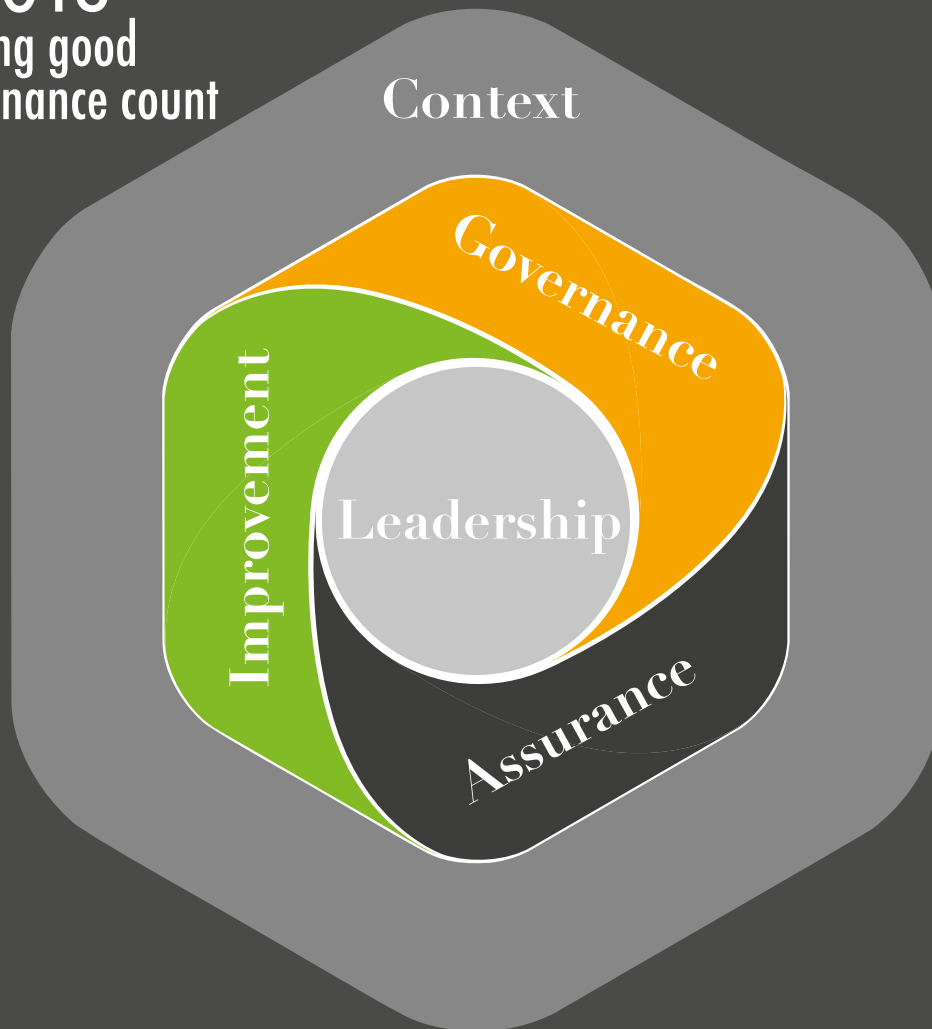 ng good
nance count
Context
Governance
Improvement
Leadership
Assurance